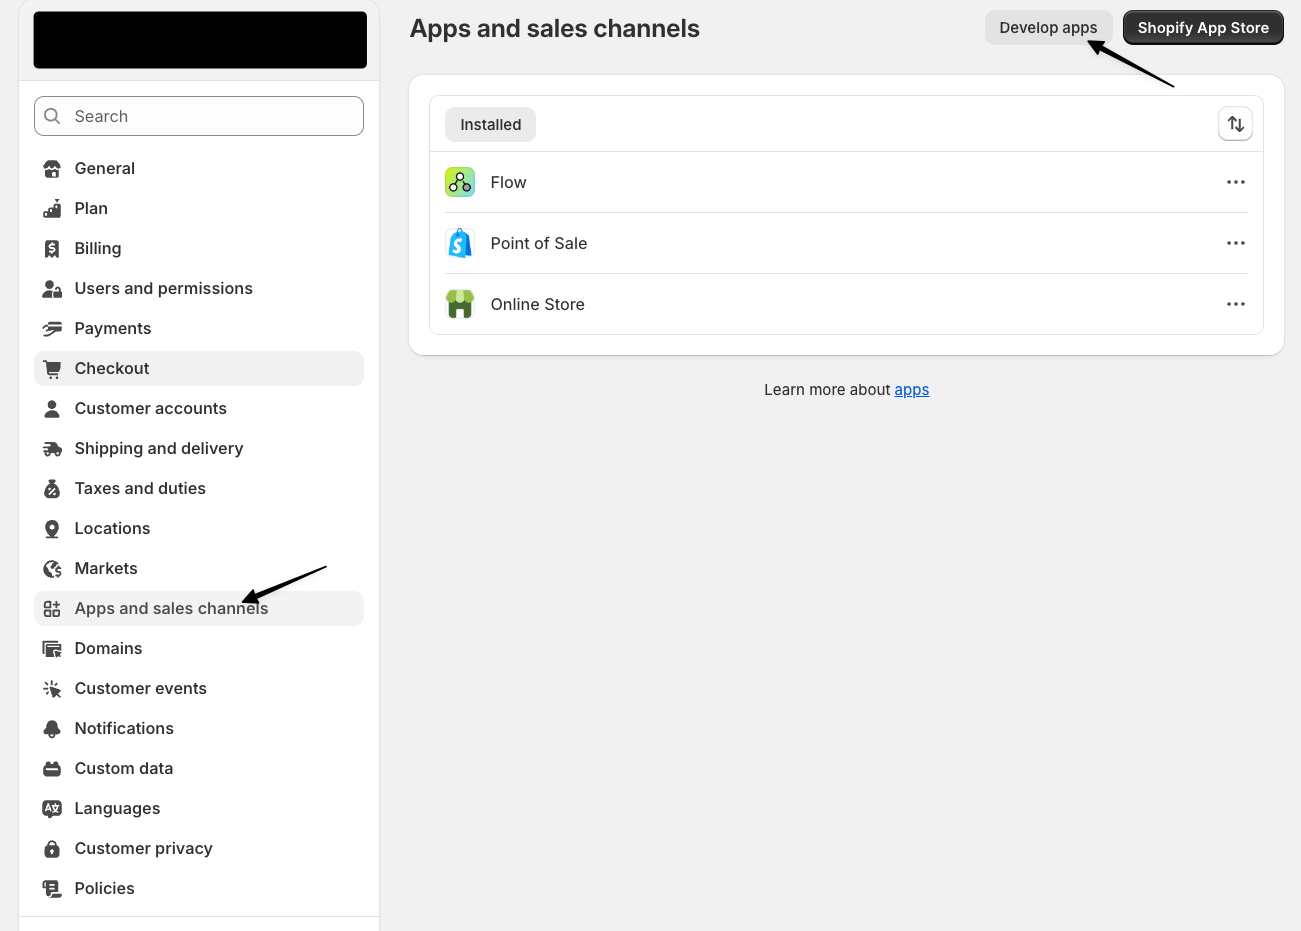 Apps and sales channels
Develop apps
Shopify App Store
Search
General
Plan
Billing
Users and permissions
Payments
Checkout
Customer accounts
Shipping and delivery
Taxes and duties
Locations
Markets
Apps and sales channels
Domains
Customer events
Notifications
Custom data
Languages
Customer privacy
Policies
Installed
Flow
Point of Sale
Online Store
Learn more about apps